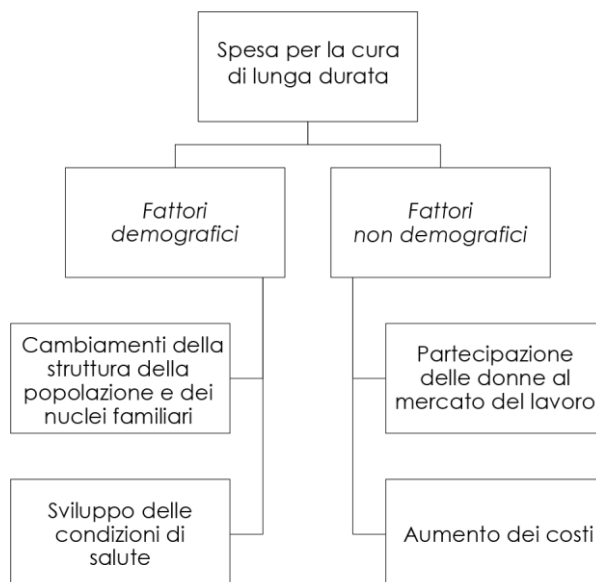 Spesa per la cura
di lunga durata
Fattori
demografici
Fattori
non demografici
Cambiamenti della
struttura della
popolazione e dei
nuclei familiari
Partecipazione
delle donne al
mercato del lavoro
Sviluppo delle
condizioni di
salute
Aumento dei costi